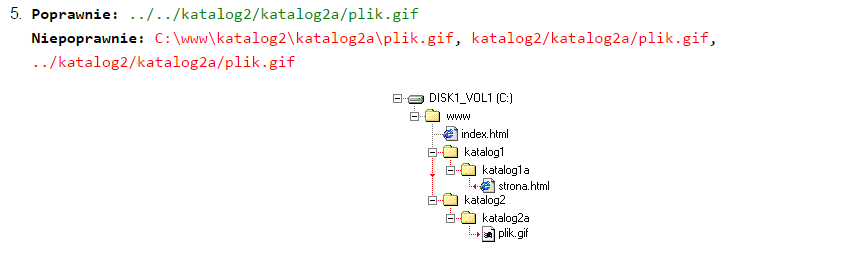 5. Poprawnie: ../../katalog2/katalog2a/plik.gif
Niepoprawnie: C:\www\katalog2\katalog2a\plik.gif, katalog2/katalog2a/plik.gif,
../katalog2/katalog2a/plik.gif
DISK1_VOL1 (C:)
www
index.html
katalog1
katalog1a
strona.html
katalog2
katalog2a
plik.gif